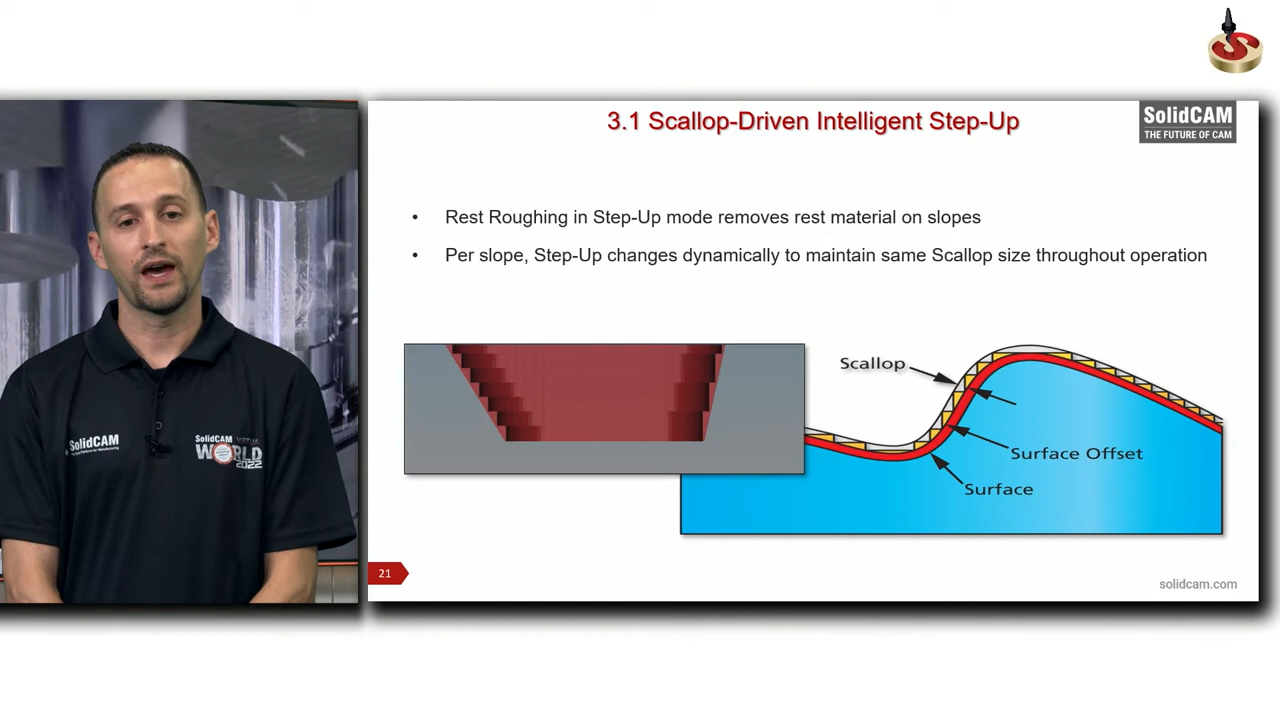 3.1 Scallop-Driven Intelligent Step-Up
SolidCAM
THE FUTURE OF CAM
• Rest Roughing in Step-Up mode removes rest material on slopes
• Per slope, Step-Up changes dynamically to maintain same Scallop size throughout operation
Scallop
Surface Offset
Surface
SolidCAM
SolidCAM VIRTUAL
WORLD
2022
21
solidcam.com